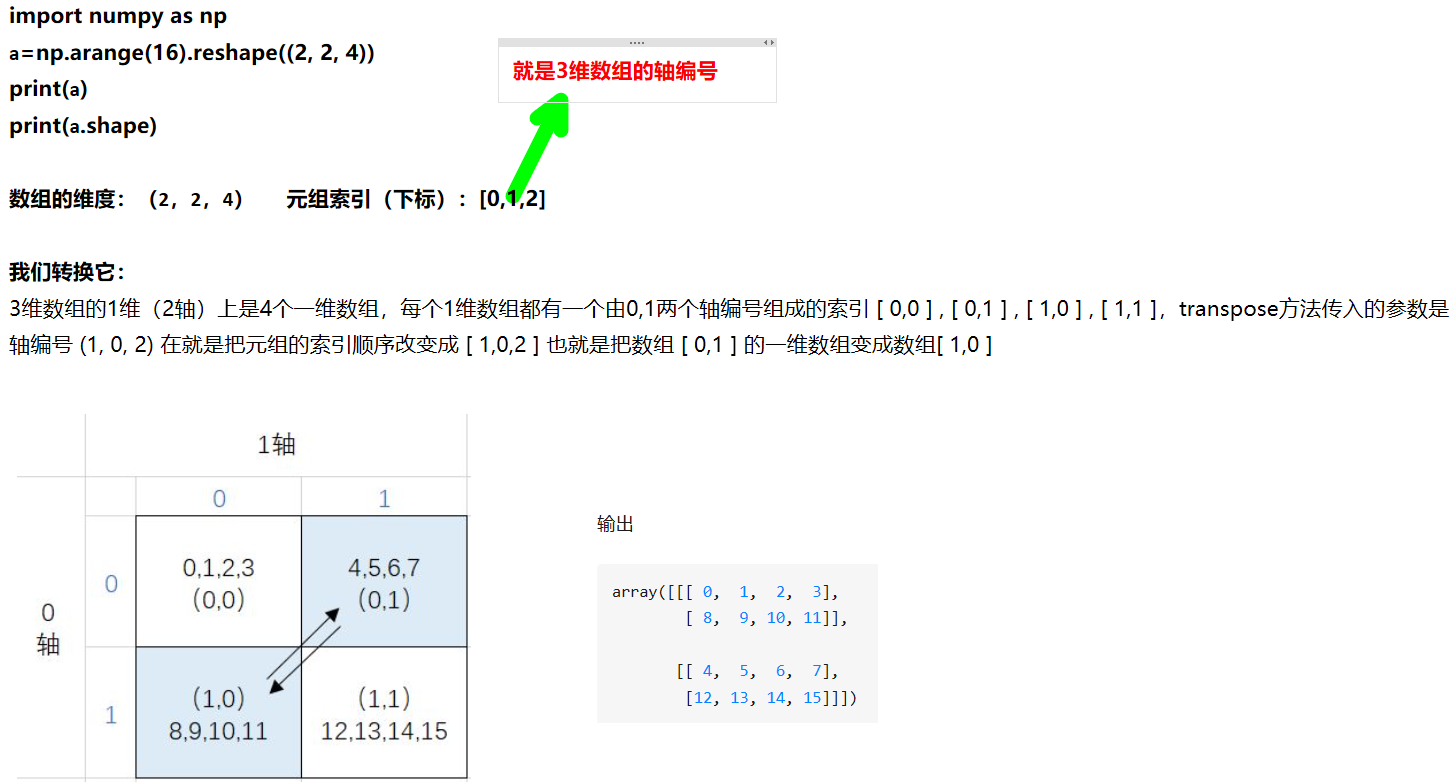 import numpy as np
a=np.arange(16).reshape((2, 2, 4))
print(a)
print(a.shape)
就是3维数组的轴编号
数组的维度：（2，2，4） 元组索引（下标）：[0,1,2]
我们转换它：
3维数组的1维（2轴）上是4个一维数组，每个1维数组都有一个由0,1两个轴编号组成的索引 [ 0,0 ] , [ 0,1 ] , [ 1,0 ] , [ 1,1 ]，transpose方法传入的参数是
轴编号 (1, 0, 2) 在就是把元组的索引顺序改变成 [ 1,0,2 ] 也就是把数组 [ 0,1 ] 的一维数组变成数组[ 1,0 ]
1轴
0 1
0
0,1,2,3
(0,0)
4,5,6,7
(0,1)
0
轴
1
(1,0)
8,9,10,11
(1,1)
12,13,14,15
输出
array([[[ 0, 1, 2, 3],
[ 8, 9, 10, 11]],
[[ 4, 5, 6, 7],
[12, 13, 14, 15]]])